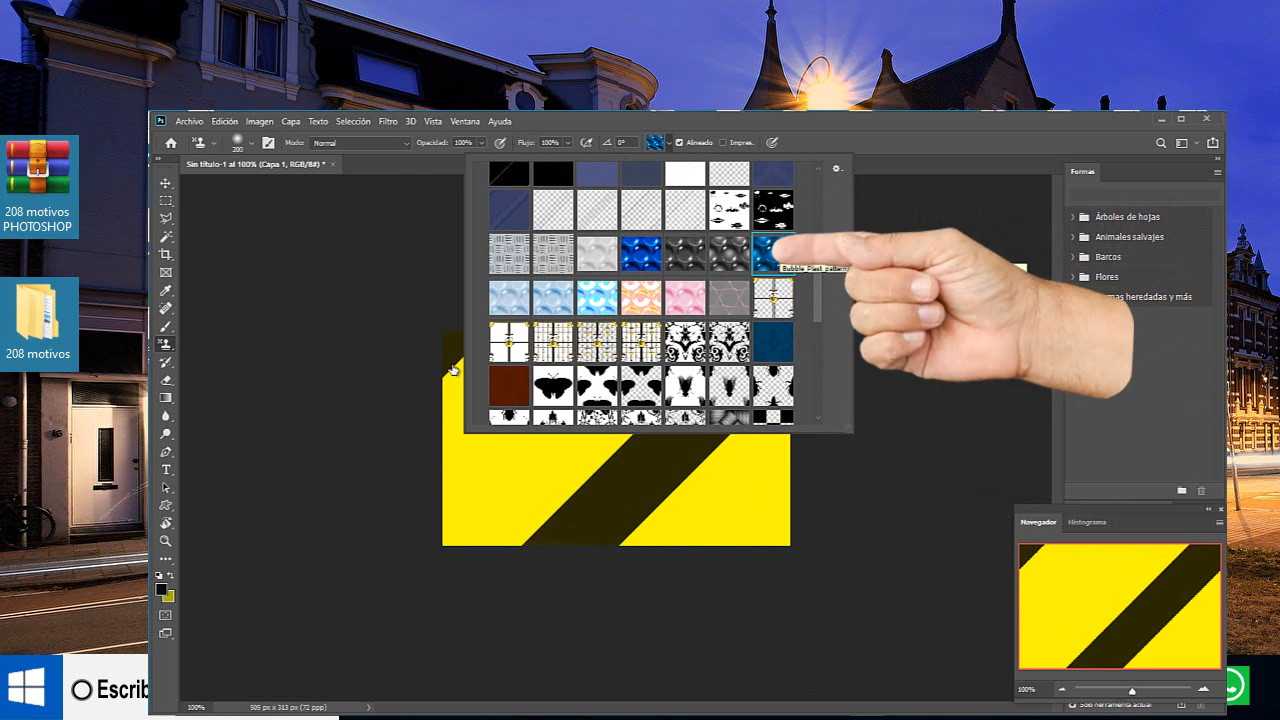 208 motivos
PHOTOSHOP
208 motivos
Ps
Archivo Edición Imagen Capa Texto Selección Filtro 3D Vista Ventana Ayuda
200
Modo: Normal
Opacidad: 100%
Flujo: 100%
0°
Alineado
Impres.
Sin título-1 al 100% (Capa 1, RGB/8#) *
Bubble Plast pattern
Formas
Árboles de hojas
Animales salvajes
Barcos
Flores
mas heredadas y más
Navegador Histograma
100%
Sólo herramienta actual
100% 505 px x 313 px (72 ppp)
Escrib